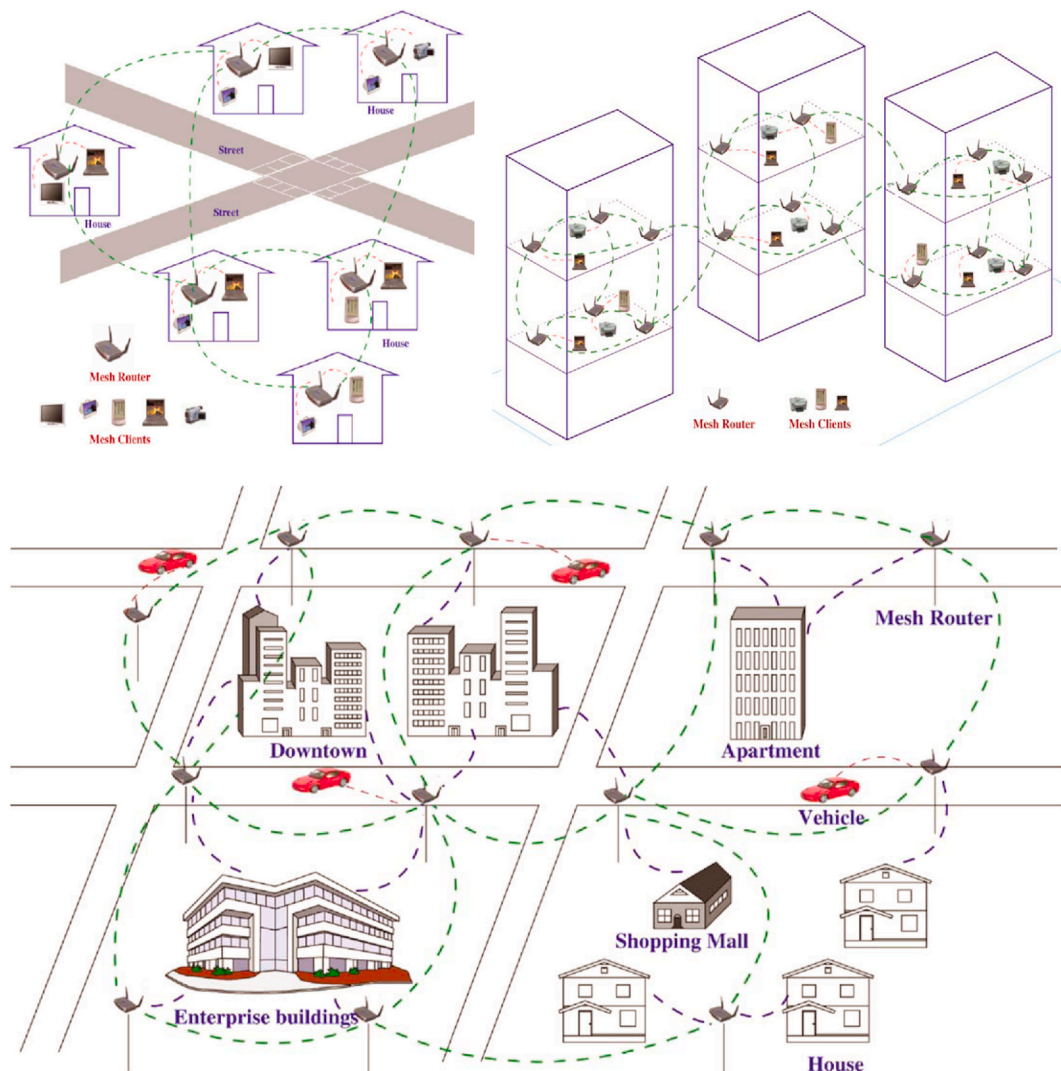 House
Street
Street
House
House
Mesh Router
Mesh Clients
Mesh Router
Mesh Clients
Mesh Router
Downtown
Apartment
Vehicle
Shopping Mall
Enterprise buildings
House